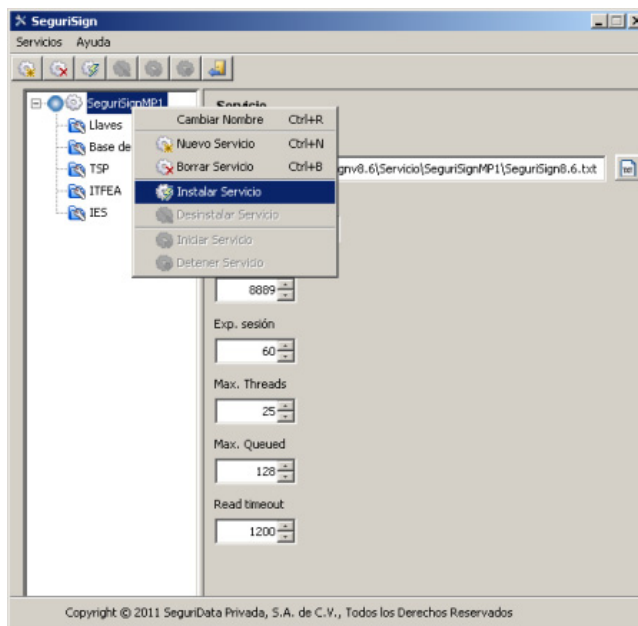 SeguriSign
Servicios Ayuda
SeguriSignMP1
Llaves
Base de
TSP
ITFEA
IES
Cambiar Nombre Ctrl+R
Nuevo Servicio Ctrl+N
Borrar Servicio Ctrl+B
Instalar Servicio
Desinstalar Servicio
Iniciar Servicio
Detener Servicio
Servicio
gnv8.6\Servicio\SeguriSignMP1\SeguriSign8.6.txt
8889
Exp. sesión
60
Max. Threads
25
Max. Queued
128
Read timeout
1200
Copyright © 2011 SeguriData Privada, S.A. de C.V., Todos los Derechos Reservados